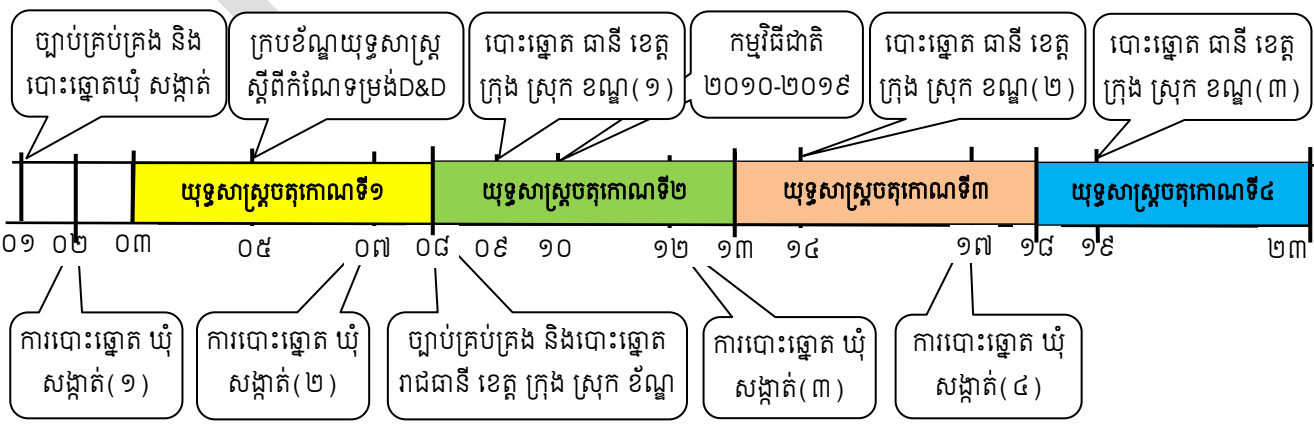 ច្បាប់គ្រប់គ្រង និង
បោះឆ្នោតឃុំ សង្កាត់
ក្របខ័ណ្ឌយុទ្ធសាស្ត្រ
ស្តីពីកំណែទម្រង់D&D
បោះឆ្នោត ធានី ខេត្ត
ក្រុង ស្រុក ខណ្ឌ(១)
កម្មវិធីជាតិ
២០១០-២០១៩
បោះឆ្នោត ធានី ខេត្ត
ក្រុង ស្រុក ខណ្ឌ(២)
បោះឆ្នោត ធានី ខេត្ត
ក្រុង ស្រុក ខណ្ឌ(៣)
យុទ្ធសាស្ត្រចតុកោណទី១
យុទ្ធសាស្ត្រចតុកោណទី២
យុទ្ធសាស្ត្រចតុកោណទី៣
យុទ្ធសាស្ត្រចតុកោណទី៤
០១ ០២ ០៣ ០៥ ០៧ ០៨ ០៩ ១០ ១២ ១៣ ១៤ ១៧ ១៨ ១៩ ២៣
ការបោះឆ្នោត ឃុំ
សង្កាត់(១)
ការបោះឆ្នោត ឃុំ
សង្កាត់(២)
ច្បាប់គ្រប់គ្រង និងបោះឆ្នោត
រាជធានី ខេត្ត ក្រុង ស្រុក ខ័ណ្ឌ
ការបោះឆ្នោត ឃុំ
សង្កាត់(៣)
ការបោះឆ្នោត ឃុំ
សង្កាត់(៤)